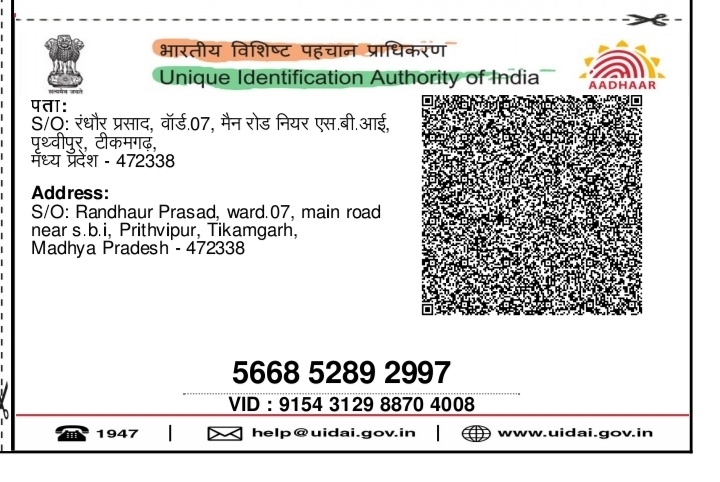 भारतीय विशिष्ट पहचान प्राधिकरण
Unique Identification Authority of India
सत्यमेव जयते
AADHAAR
पता:
S/O: रंधौर प्रसाद, वॉर्ड.07, मैन रोड नियर एस.बी.आई,
पृथ्वीपुर, टीकमगढ़,
मध्य प्रदेश - 472338
Address:
S/O: Randhaur Prasad, ward.07, main road
near s.b.i, Prithvipur, Tikamgarh,
Madhya Pradesh - 472338
5668 5289 2997
VID : 9154 3129 8870 4008
1947 | help@uidai.gov.in | www.uidai.gov.in